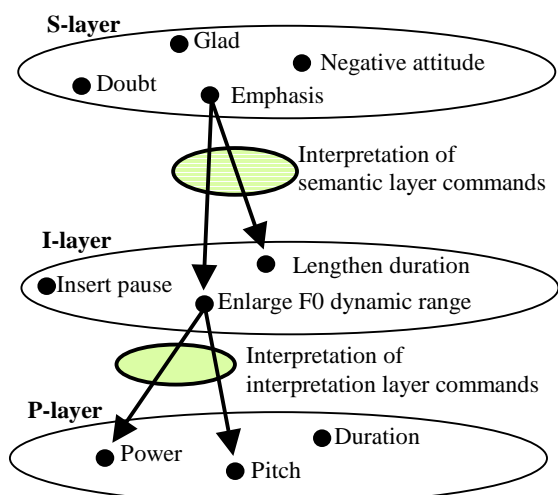 S-layer
Glad
Negative attitude
Doubt
Emphasis
Interpretation of
semantic layer commands
I-layer
Lengthen duration
Insert pause
Enlarge F0 dynamic range
Interpretation of
interpretation layer commands
P-layer
Duration
Power
Pitch